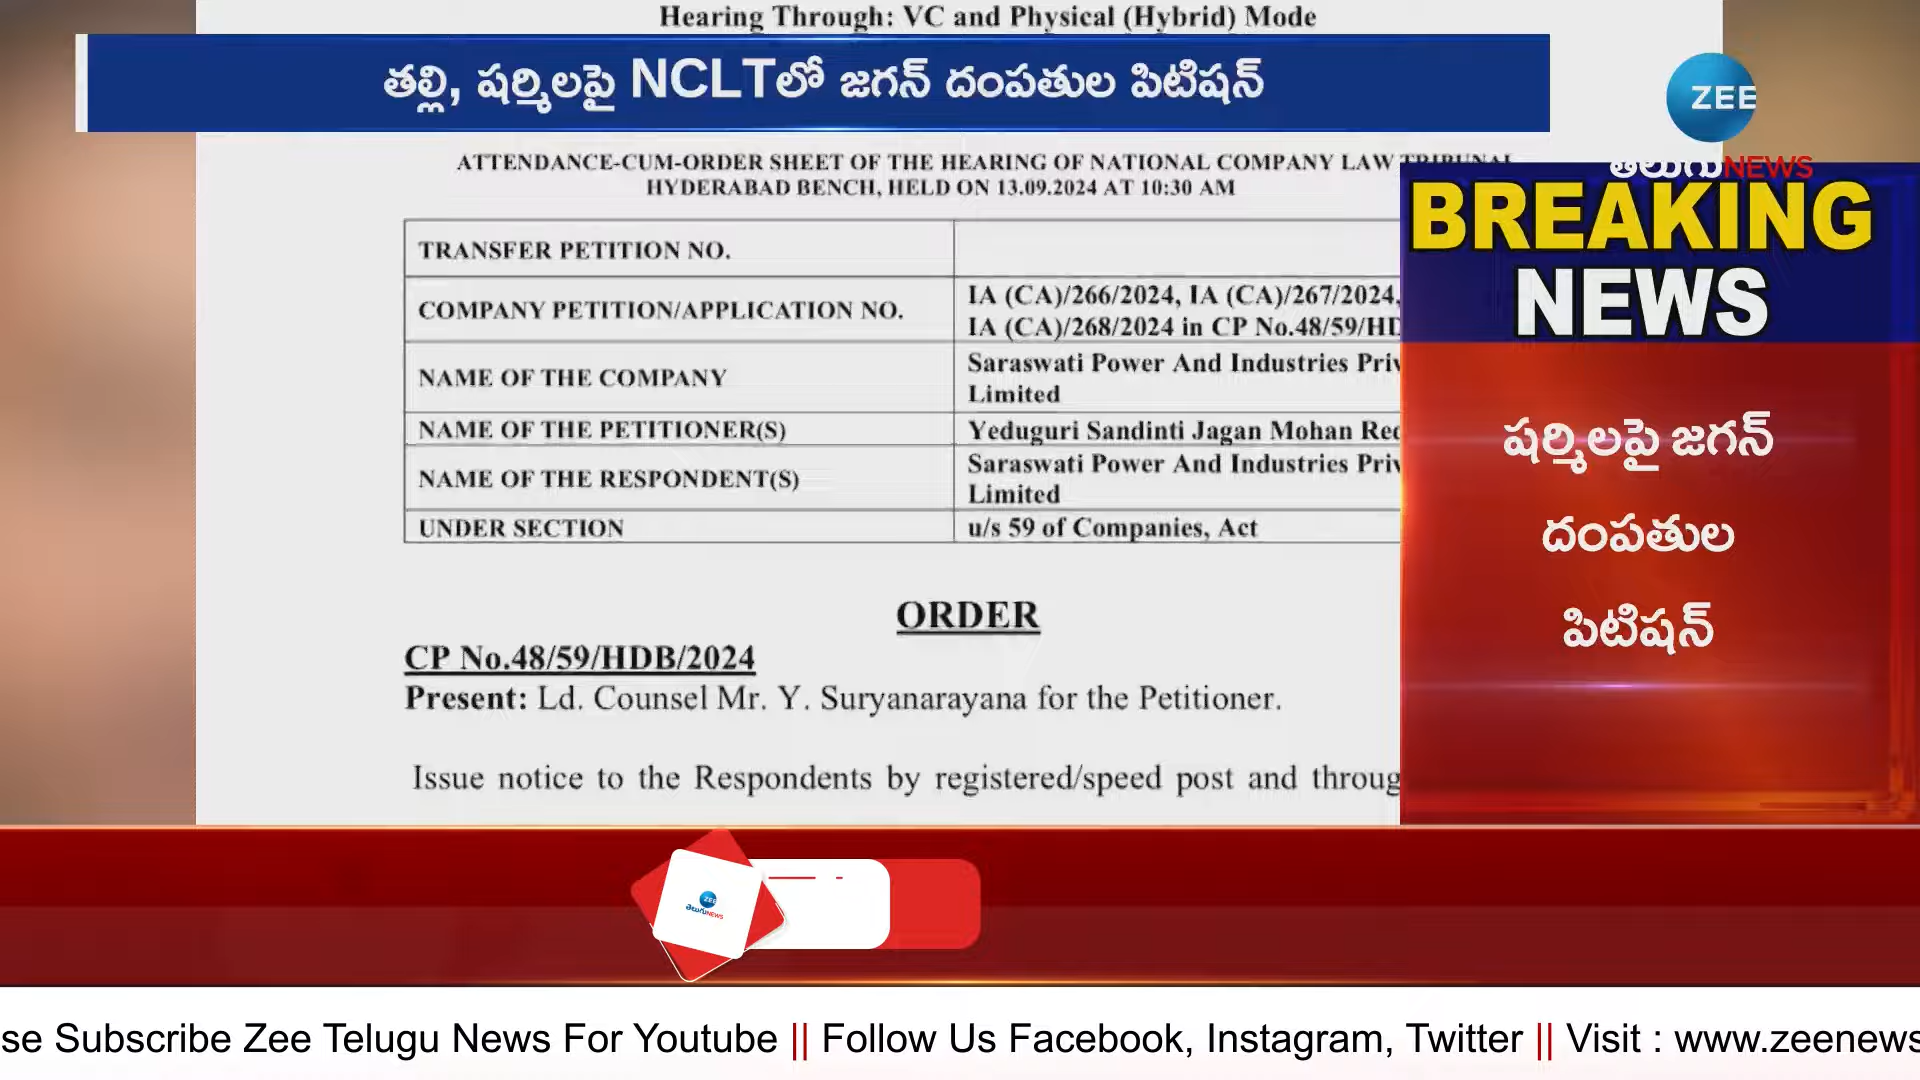 Hearing Through: VC and Physical (Hybrid) Mode
తల్లి, షర్మిలపై NCLTలో జగన్ దంపతుల పిటిషన్
ZEE
తెలుగు NEWS
ATTENDANCE-CUM-ORDER SHEET OF THE HEARING OF NATIONAL COMPANY LAW TRIBUNAL
HYDERABAD BENCH, HELD ON 13.09.2024 AT 10:30 AM
TRANSFER PETITION NO.
COMPANY PETITION/APPLICATION NO.
IA (CA)/266/2024, IA (CA)/267/2024,
IA (CA)/268/2024 in CP No.48/59/HD
NAME OF THE COMPANY
Saraswati Power And Industries Priv
Limited
NAME OF THE PETITIONER(S)
Yeduguri Sandinti Jagan Mohan Red
NAME OF THE RESPONDENT(S)
Saraswati Power And Industries Priv
Limited
UNDER SECTION
u/s 59 of Companies, Act
ORDER
CP No.48/59/HDB/2024
Present: Ld. Counsel Mr. Y. Suryanarayana for the Petitioner.
Issue notice to the Respondents by registered/speed post and throug
BREAKING
NEWS
షర్మిలపై జగన్
దంపతుల
పిటిషన్
ZEE
తెలుగు NEWS
se Subscribe Zee Telugu News For Youtube || Follow Us Facebook, Instagram, Twitter || Visit : www.zeenews